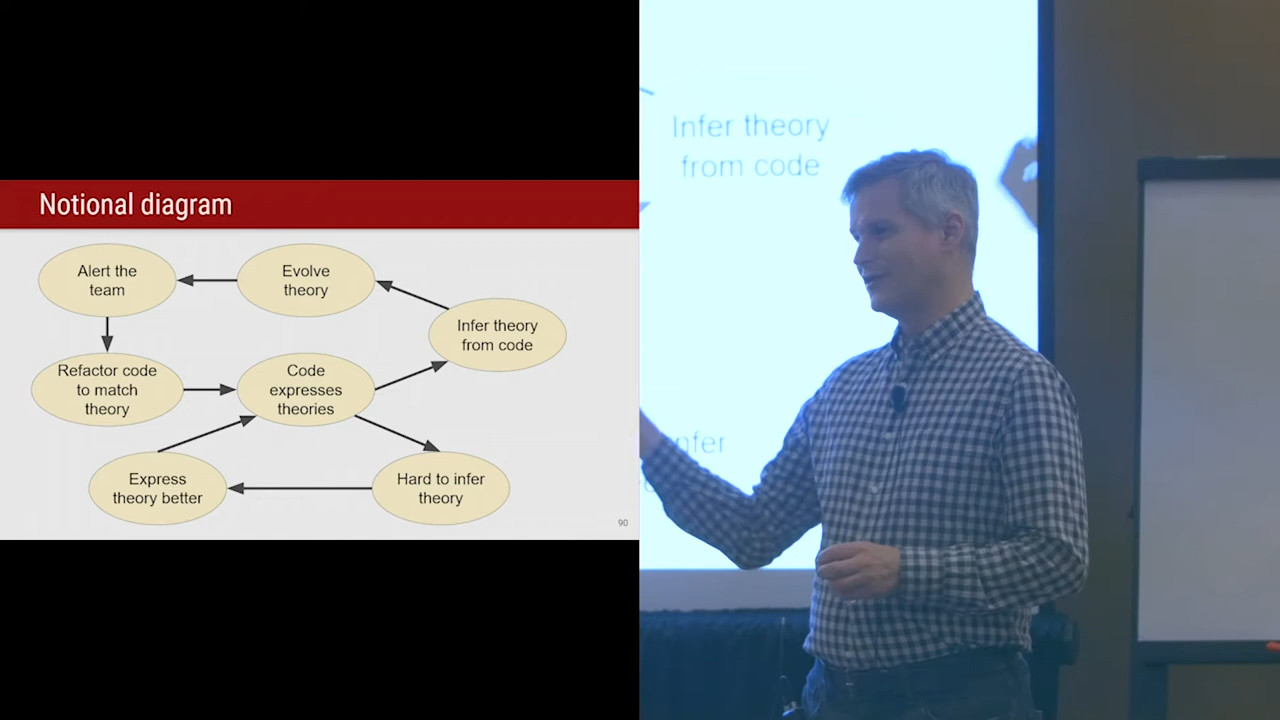 Notional diagram
Alert the
team
Evolve
theory
Infer theory
from code
Refactor code
to match
theory
Code
expresses
theories
Express
theory better
Hard to infer
theory
90
Infer theory
from code
nfer